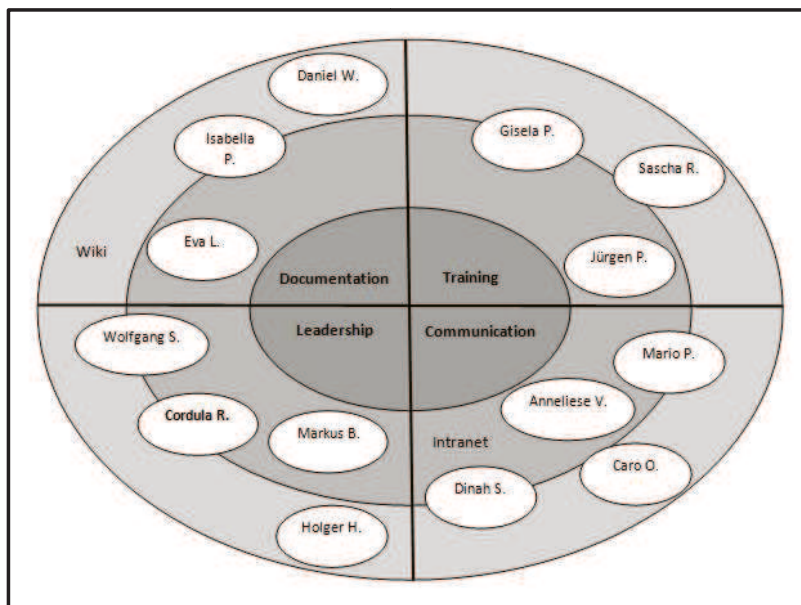 Daniel W.
Isabella
P.
Gisela P.
Sascha R.
Eva L.
Wiki
Jürgen P.
Documentation
Training
Leadership
Communication
Wolfgang S.
Mario P.
Anneliese V.
Cordula R.
Markus B.
Intranet
Caro O.
Dinah S.
Holger H.